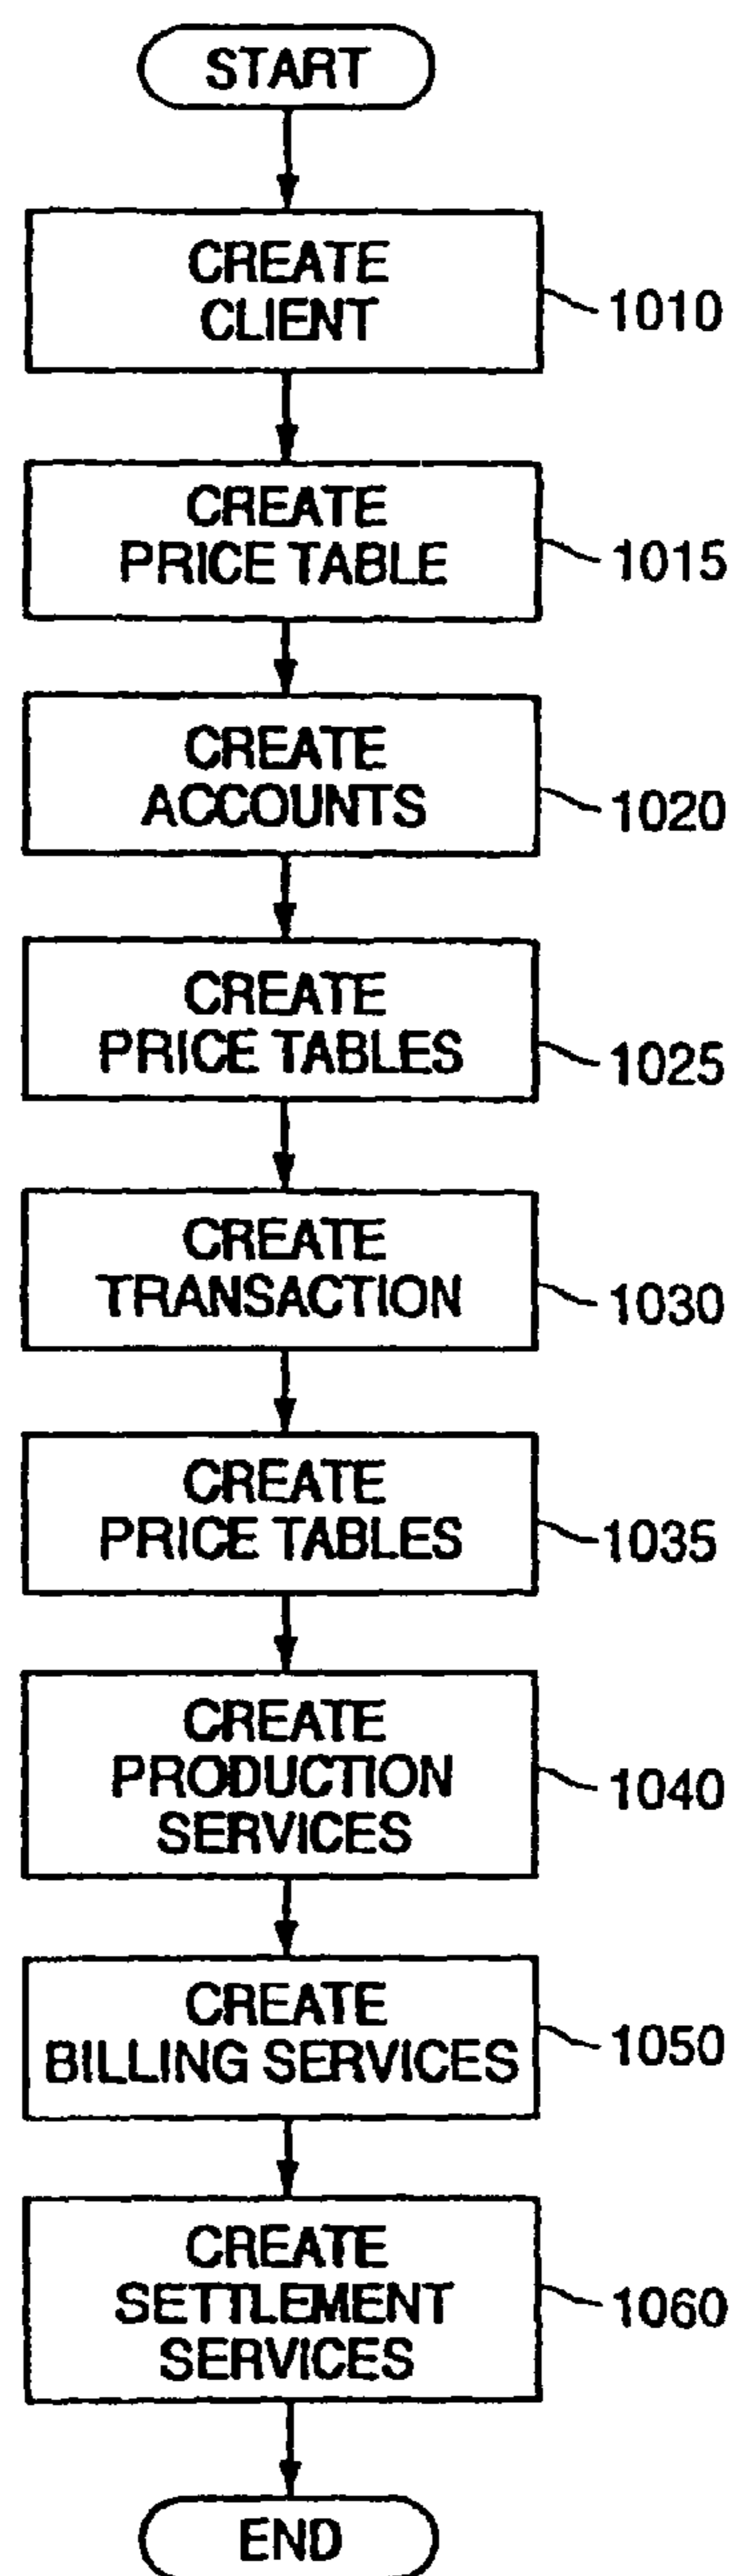 START
CREATE
CLIENT
1010
CREATE
PRICE TABLE
1015
CREATE
ACCOUNTS
1020
CREATE
PRICE TABLES
1025
CREATE
TRANSACTION
1030
CREATE
PRICE TABLES
1035
CREATE
PRODUCTION
SERVICES
1040
CREATE
BILLING SERVICES
1050
CREATE
SETTLEMENT
SERVICES
1060
END